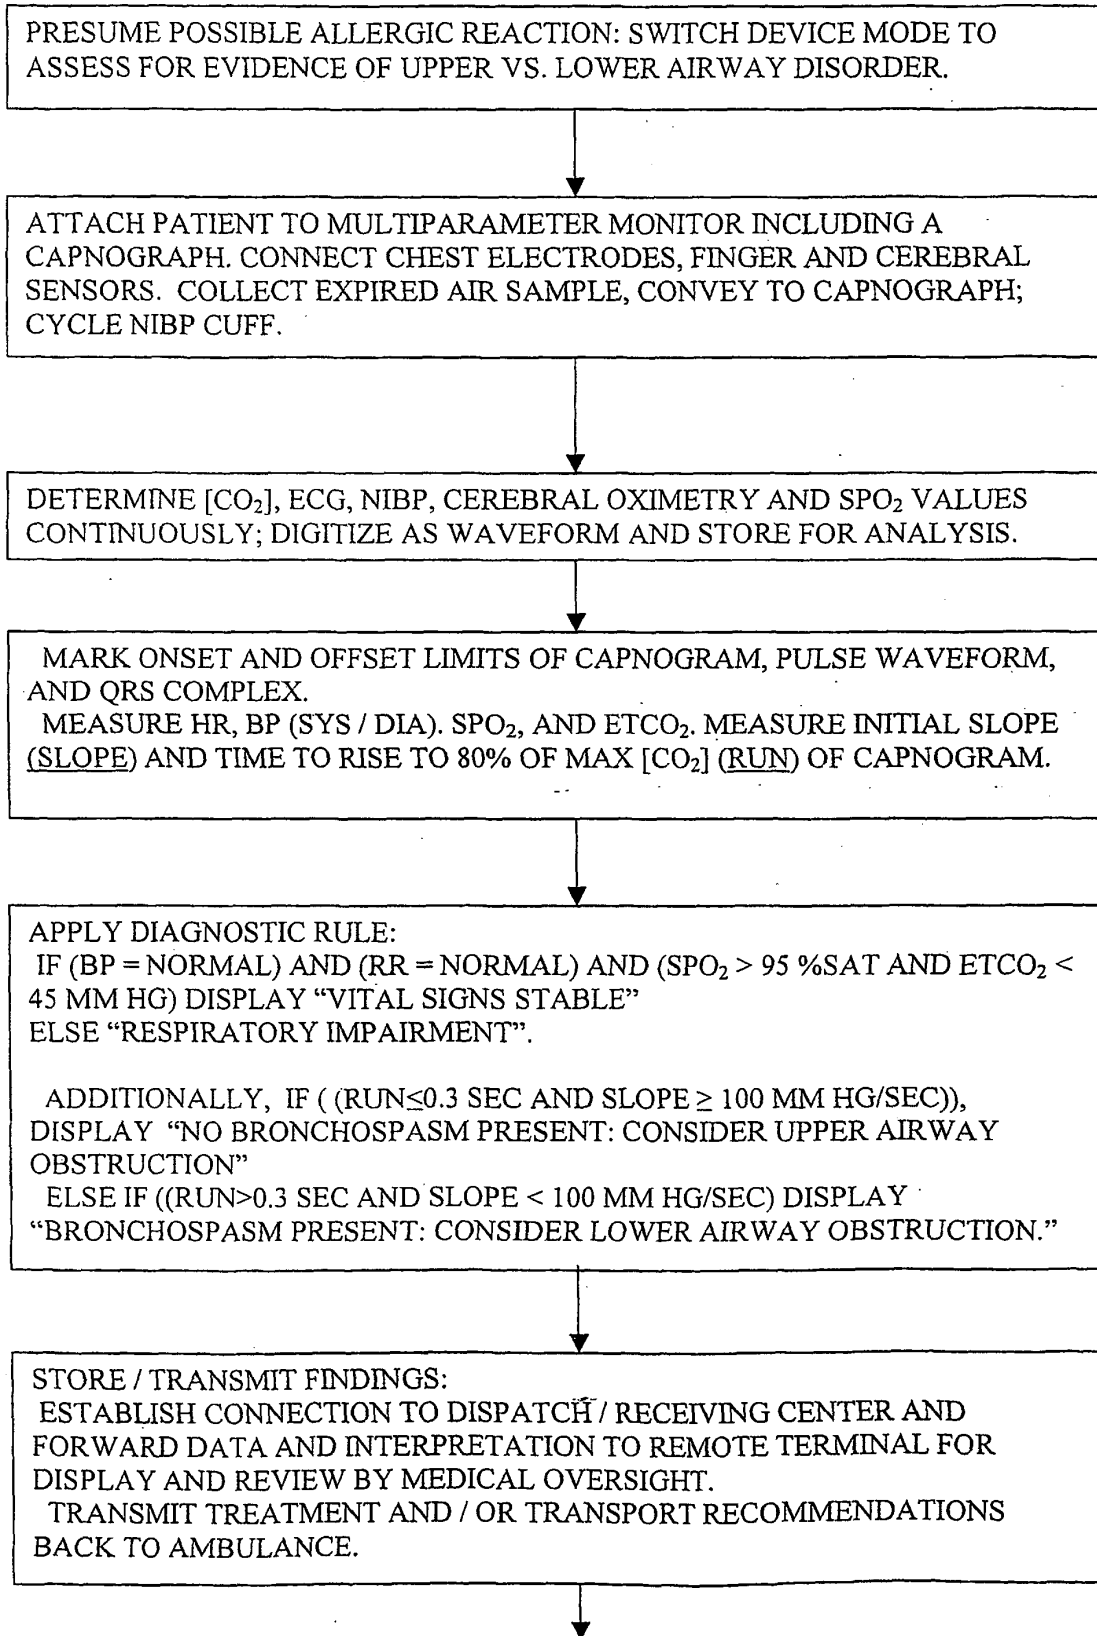 PRESUME POSSIBLE ALLERGIC REACTION: SWITCH DEVICE MODE TO
ASSESS FOR EVIDENCE OF UPPER VS. LOWER AIRWAY DISORDER.
ATTACH PATIENT TO MULTIPARAMETER MONITOR INCLUDING A
CAPNOGRAPH. CONNECT CHEST ELECTRODES, FINGER AND CEREBRAL
SENSORS. COLLECT EXPIRED AIR SAMPLE, CONVEY TO CAPNOGRAPH;
CYCLE NIBP CUFF.
DETERMINE [CO₂], ECG, NIBP, CEREBRAL OXIMETRY AND SPO₂ VALUES
CONTINUOUSLY; DIGITIZE AS WAVEFORM AND STORE FOR ANALYSIS.
MARK ONSET AND OFFSET LIMITS OF CAPNOGRAM, PULSE WAVEFORM,
AND QRS COMPLEX.
MEASURE HR, BP (SYS / DIA). SPO₂, AND ETCO₂. MEASURE INITIAL SLOPE
(SLOPE) AND TIME TO RISE TO 80% OF MAX [CO₂] (RUN) OF CAPNOGRAM.
APPLY DIAGNOSTIC RULE:
IF (BP = NORMAL) AND (RR = NORMAL) AND (SPO₂ > 95 %SAT AND ETCO₂ <
45 MM HG) DISPLAY “VITAL SIGNS STABLE”
ELSE “RESPIRATORY IMPAIRMENT”.
ADDITIONALLY, IF ( (RUN≤0.3 SEC AND SLOPE ≥ 100 MM HG/SEC)),
DISPLAY “NO BRONCHOSPASM PRESENT: CONSIDER UPPER AIRWAY
OBSTRUCTION”
ELSE IF ((RUN>0.3 SEC AND SLOPE < 100 MM HG/SEC) DISPLAY
“BRONCHOSPASM PRESENT: CONSIDER LOWER AIRWAY OBSTRUCTION.”
STORE / TRANSMIT FINDINGS:
ESTABLISH CONNECTION TO DISPATCH / RECEIVING CENTER AND
FORWARD DATA AND INTERPRETATION TO REMOTE TERMINAL FOR
DISPLAY AND REVIEW BY MEDICAL OVERSIGHT.
TRANSMIT TREATMENT AND / OR TRANSPORT RECOMMENDATIONS
BACK TO AMBULANCE.